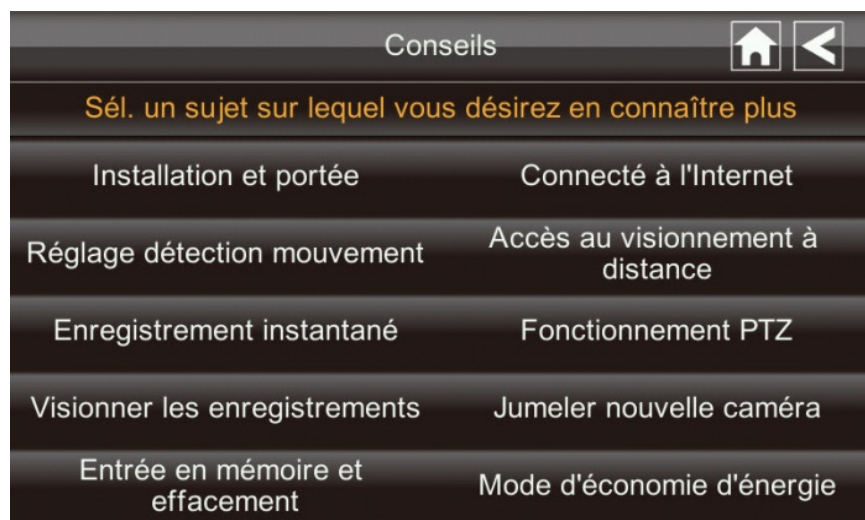 Conseils
Sél. un sujet sur lequel vous désirez en connaître plus
Installation et portée
Connecté à l'Internet
Réglage détection mouvement
Accès au visionnement à
distance
Enregistrement instantané
Fonctionnement PTZ
Visionner les enregistrements
Jumeler nouvelle caméra
Entrée en mémoire et
effacement
Mode d'économie d'énergie